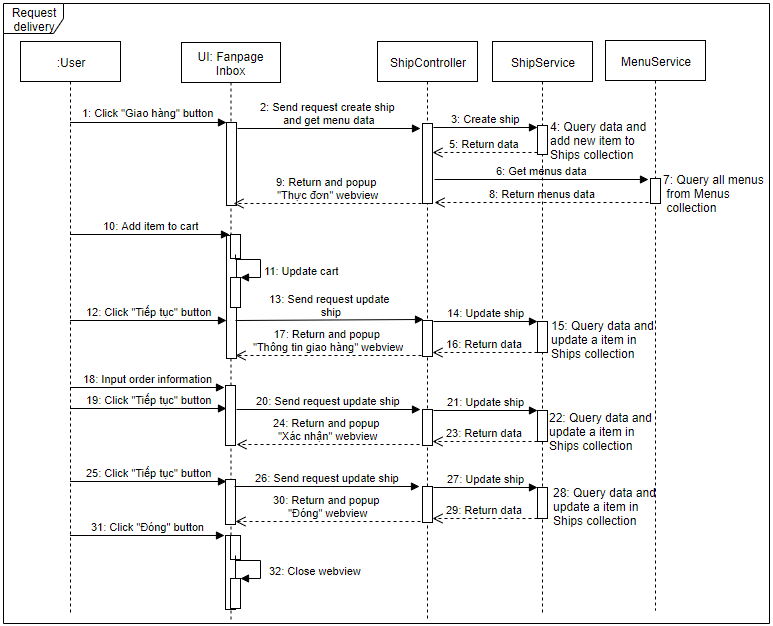 Request
delivery
:User
UI: Fanpage
Inbox
ShipController
ShipService
MenuService
1: Click "Giao hàng" button
2: Send request create ship
and get menu data
3: Create ship
4: Query data and
add new item to
Ships collection
5: Return data
6: Get menus data
7: Query all menus
from Menus
collection
8: Return menus data
9: Return and popup
"Thực đơn" webview
10: Add item to cart
11: Update cart
12: Click "Tiếp tục" button
13: Send request update
ship
14: Update ship
15: Query data and
update a item in
Ships collection
16: Return data
17: Return and popup
"Thông tin giao hàng" webview
18: Input order information
19: Click "Tiếp tục" button
20: Send request update ship
21: Update ship
22: Query data and
update a item in
Ships collection
23: Return data
24: Return and popup
"Xác nhận" webview
25: Click "Tiếp tục" button
26: Send request update ship
27: Update ship
28: Query data and
update a item in
Ships collection
29: Return data
30: Return and popup
"Đóng" webview
31: Click "Đóng" button
32: Close webview